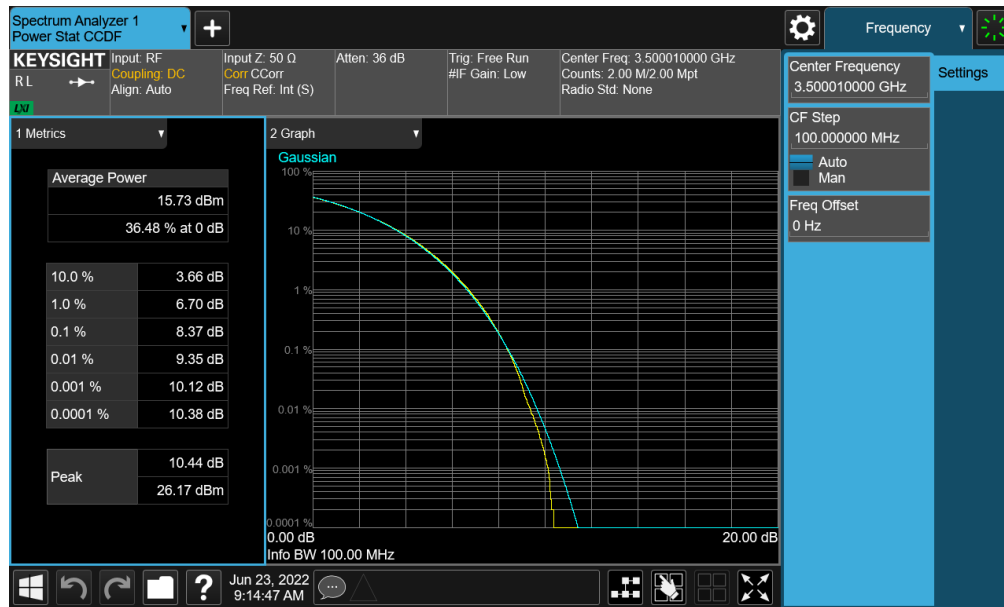 Spectrum Analyzer 1
Power Stat CCDF
+
Frequency
KEYSIGHT
RL
LXI
Input: RF
Coupling: DC
Align: Auto
Input Z: 50 Ω
Corr CCorr
Freq Ref: Int (S)
Atten: 36 dB
Trig: Free Run
#IF Gain: Low
Center Freq: 3.500010000 GHz
Counts: 2.00 M/2.00 Mpt
Radio Std: None
Center Frequency
3.500010000 GHz
Settings
CF Step
100.000000 MHz
Auto
Man
Freq Offset
0 Hz
1 Metrics
Average Power
15.73 dBm
36.48 % at 0 dB
10.0 % 3.66 dB
1.0 % 6.70 dB
0.1 % 8.37 dB
0.01 % 9.35 dB
0.001 % 10.12 dB
0.0001 % 10.38 dB
Peak
10.44 dB
26.17 dBm
2 Graph
Gaussian
100 %
10 %
1 %
0.1 %
0.01 %
0.001 %
0.0001 %
0.00 dB 20.00 dB
Info BW 100.00 MHz
?
Jun 23, 2022
9:14:47 AM